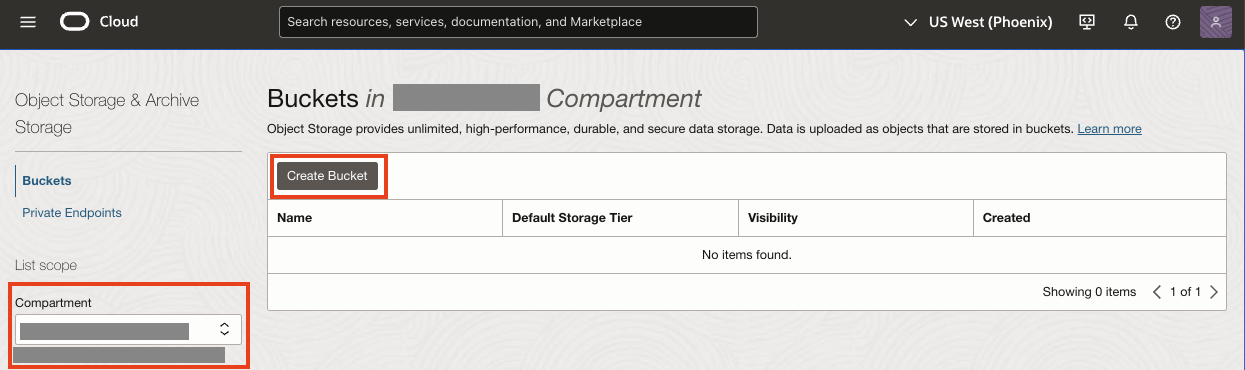 Cloud
Search resources, services, documentation, and Marketplace
US West (Phoenix)
Object Storage & Archive
Storage
Buckets
Private Endpoints
List scope
Compartment
Buckets in Compartment
Object Storage provides unlimited, high-performance, durable, and secure data storage. Data is uploaded as objects that are stored in buckets. Learn more
Create Bucket
Name Default Storage Tier Visibility Created
No items found.
Showing 0 items 1 of 1